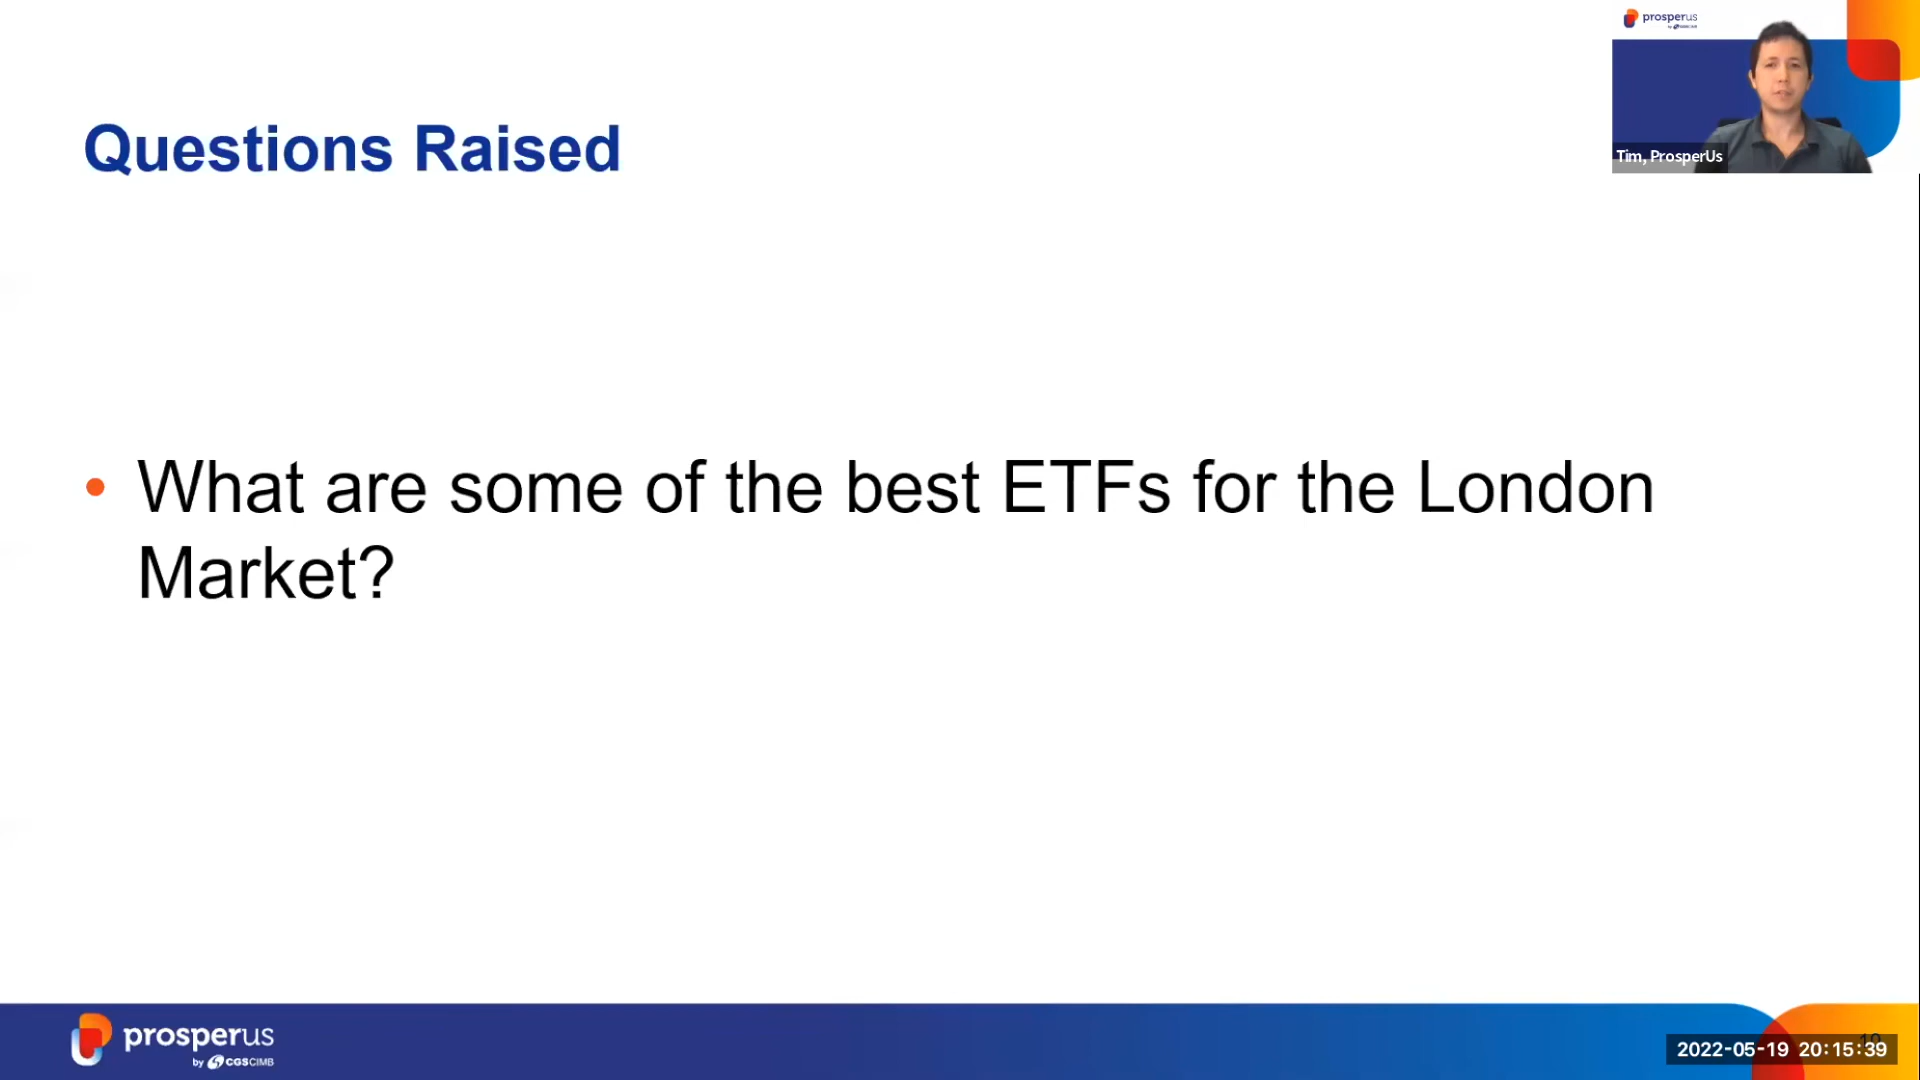 prosperus
Tim, ProsperUs
Questions Raised
• What are some of the best ETFs for the London
Market?
prosperus
by CGSCIMB
2022-05-19 20:15:39